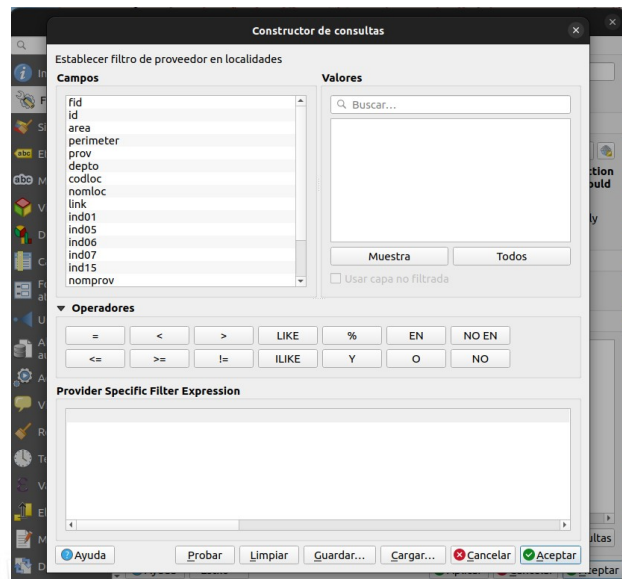 Constructor de consultas
Establecer filtro de proveedor en localidades
Campos
Valores
fid
id
area
perimeter
prov
depto
codloc
nomloc
link
ind01
ind05
ind06
ind07
ind15
nomprov
Buscar...
Muestra Todos
Usar capa no filtrada
Operadores
= < > LIKE % EN NO EN
<= >= != ILIKE Y O NO
Provider Specific Filter Expression
Ayuda Probar Limpiar Guardar... Cargar... Cancelar Aceptar